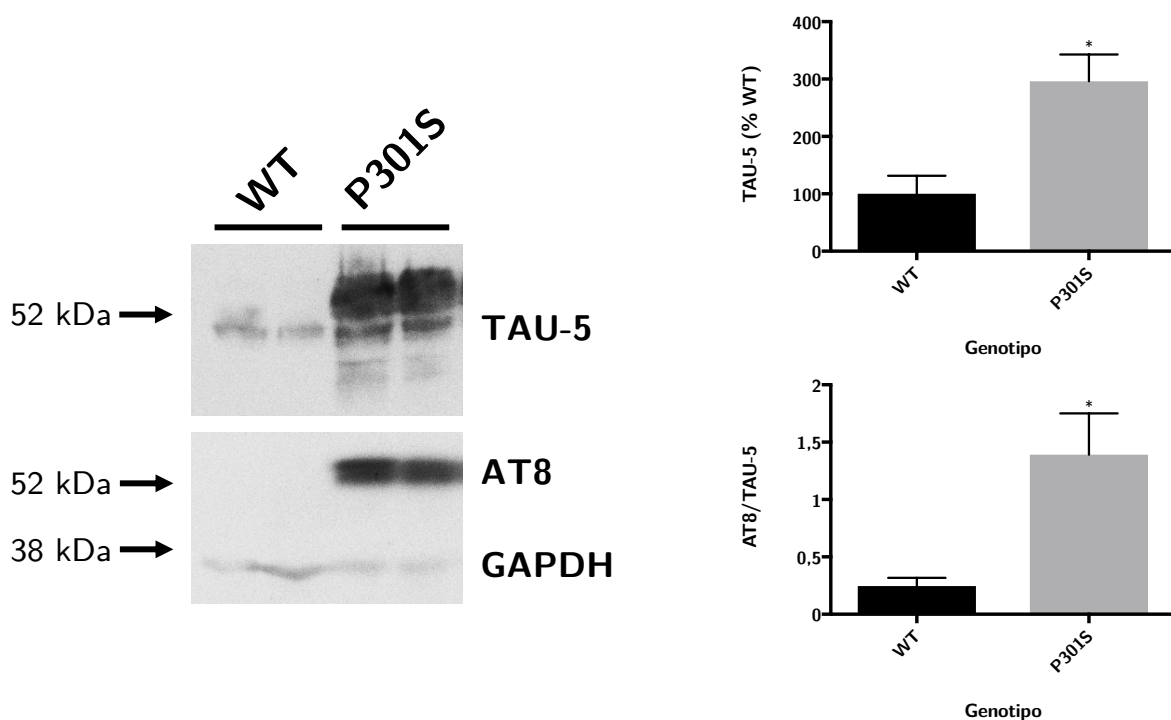 WT
P301S
52 kDa
TAU-5
52 kDa
AT8
38 kDa
GAPDH
TAU-5 (% WT)
400
300
200
100
0
WT
P301S
*
Genotipo
AT8/TAU-5
2
1,5
1
0,5
0
WT
P301S
*
Genotipo